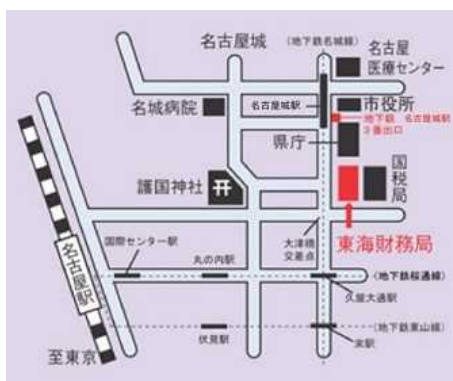 名古屋城
(地下鉄名城線)
名古屋
医療センター
名城病院
名古屋城駅
市役所
地下鉄 名古屋城駅
3番出口
県庁
国税局
護国神社
東海財務局
大津橋
交差点
国際センター駅
丸の内駅
(地下鉄桜通線)
久屋大通駅
名古屋駅
(地下鉄東山線)
伏見駅
栄駅
至東京